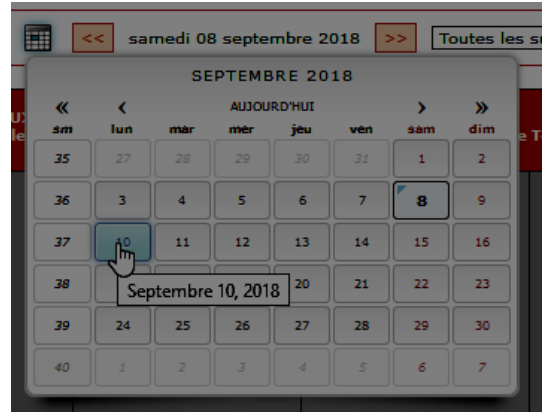 << samedi 08 septembre 2018 >> Toutes les
SEPTEMBRE 2018
« ‹ AUJOURD'HUI › »
sm lun mar mer jeu ven sam dim
35 27 28 29 30 31 1 2
36 3 4 5 6 7 8 9
37 10 11 12 13 14 15 16
38 20 21 22 23
Septembre 10, 2018
39 24 25 26 27 28 29 30
40 1 2 3 4 5 6 7